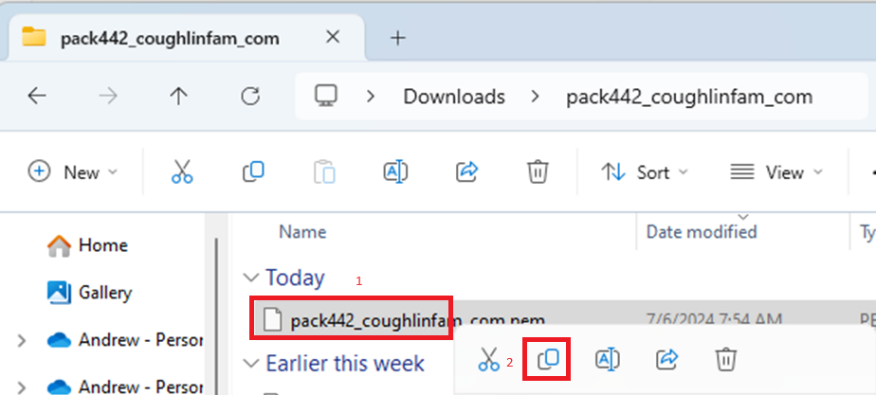 pack442_coughlinfam_com
Downloads > pack442_coughlinfam_com
New
Sort
View
Name
Date modified
Ty
Home
Gallery
Andrew - Persor
Andrew - Persor
Today
1
pack442_coughlinfam_com.pem
7/6/2024 7:54 AM
PE
2
Earlier this week